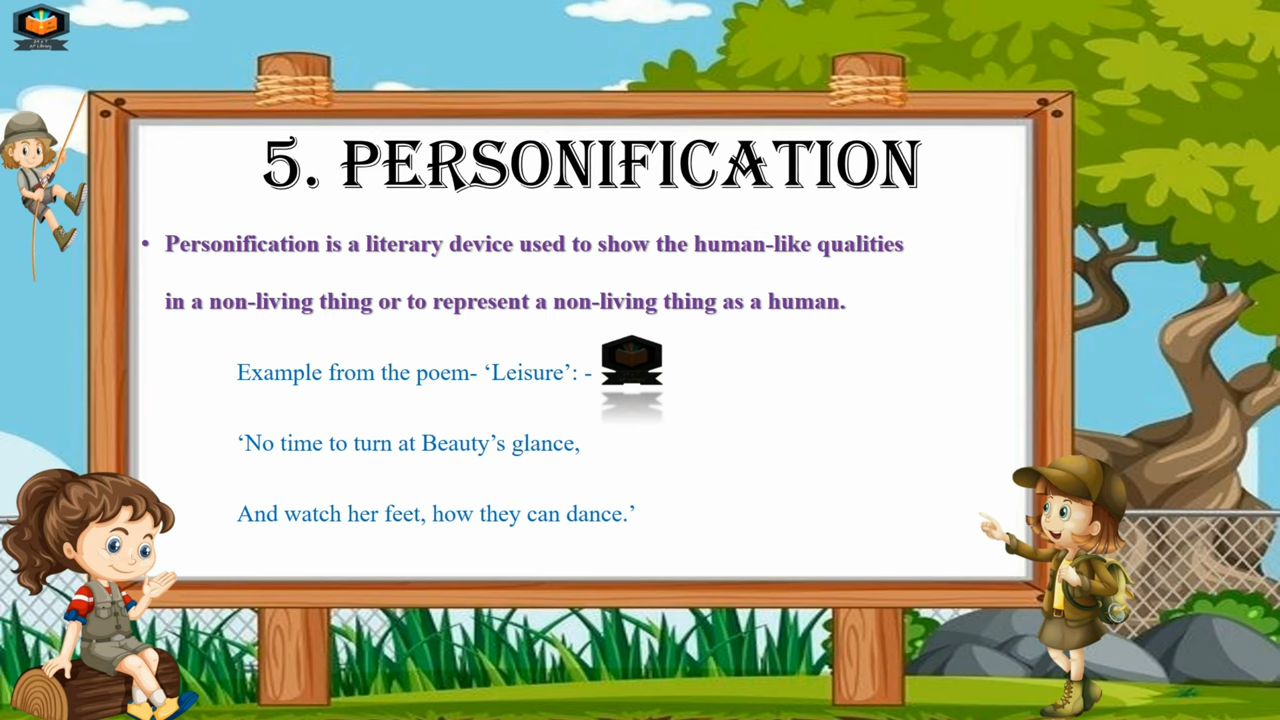 5. PERSONIFICATION
• Personification is a literary device used to show the human-like qualities
in a non-living thing or to represent a non-living thing as a human.
Example from the poem- ‘Leisure’: -
‘No time to turn at Beauty’s glance,
And watch her feet, how they can dance.’